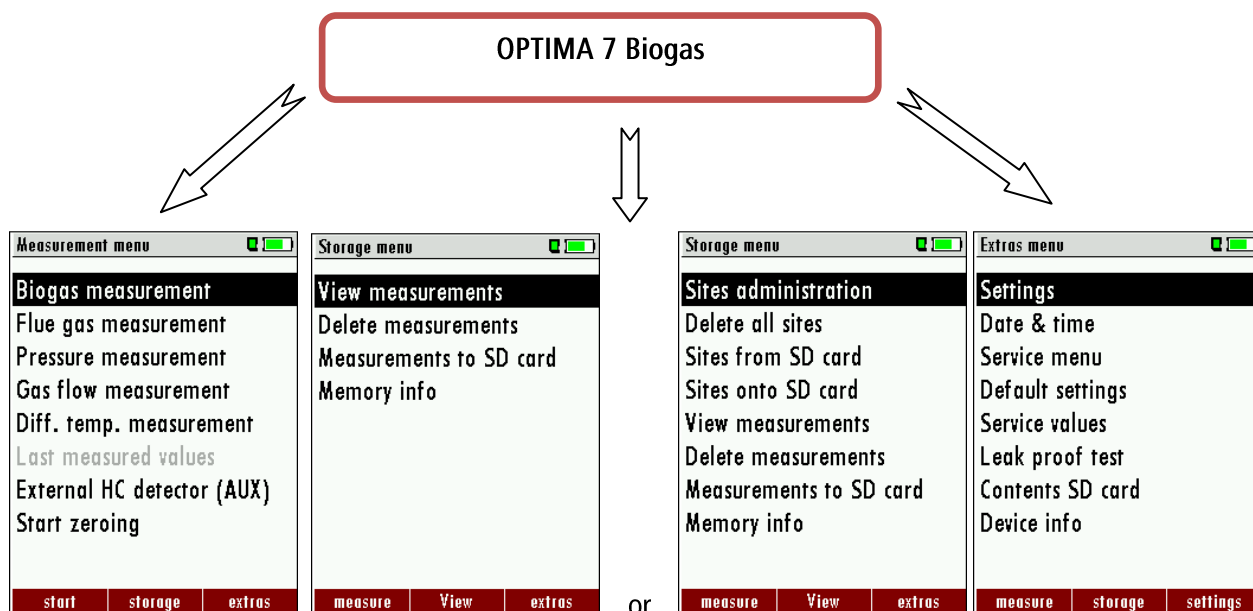 OPTIMA 7 Biogas
Measurement menu
Biogas measurement
Flue gas measurement
Pressure measurement
Gas flow measurement
Diff. temp. measurement
Last measured values
External HC detector (AUX)
Start zeroing
start storage extras
Storage menu
View measurements
Delete measurements
Measurements to SD card
Memory info
measure View extras
or
Storage menu
Sites administration
Delete all sites
Sites from SD card
Sites onto SD card
View measurements
Delete measurements
Measurements to SD card
Memory info
measure View extras
Extras menu
Settings
Date & time
Service menu
Default settings
Service values
Leak proof test
Contents SD card
Device info
measure storage settings